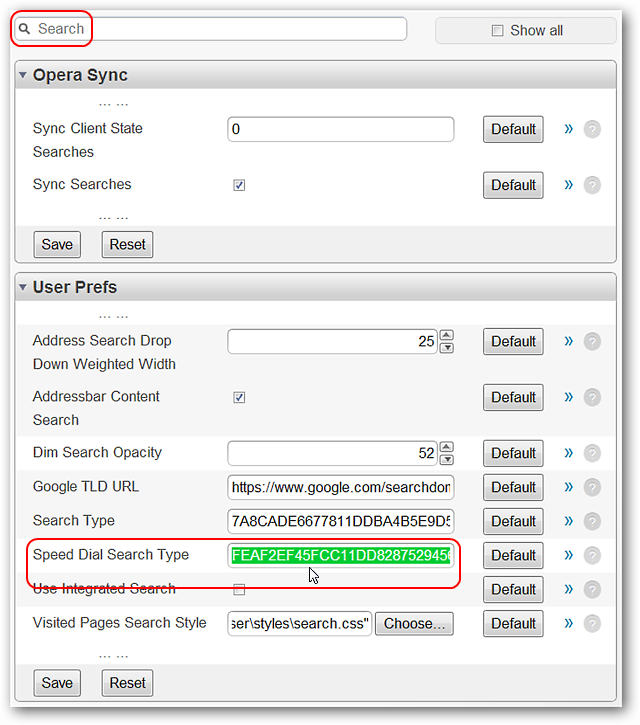 Search
Show all
Opera Sync
... ...
Sync Client State
Searches
0
Default
»
?
Sync Searches
Default
»
?
... ...
Save
Reset
User Prefs
... ...
Address Search Drop
Down Weighted Width
25
Default
»
?
Addressbar Content
Search
Default
»
?
Dim Search Opacity
52
Default
»
?
Google TLD URL
https://www.google.com/searchdon
Default
»
?
Search Type
7A8CADE6677811DDBA4B5E9D5
Default
»
?
Speed Dial Search Type
FEAF2EF45FCC11DD8287529456
Default
»
?
Use Integrated Search
Default
»
?
Visited Pages Search Style
ser\styles\search.css"
Choose...
Default
»
?
... ...
Save
Reset